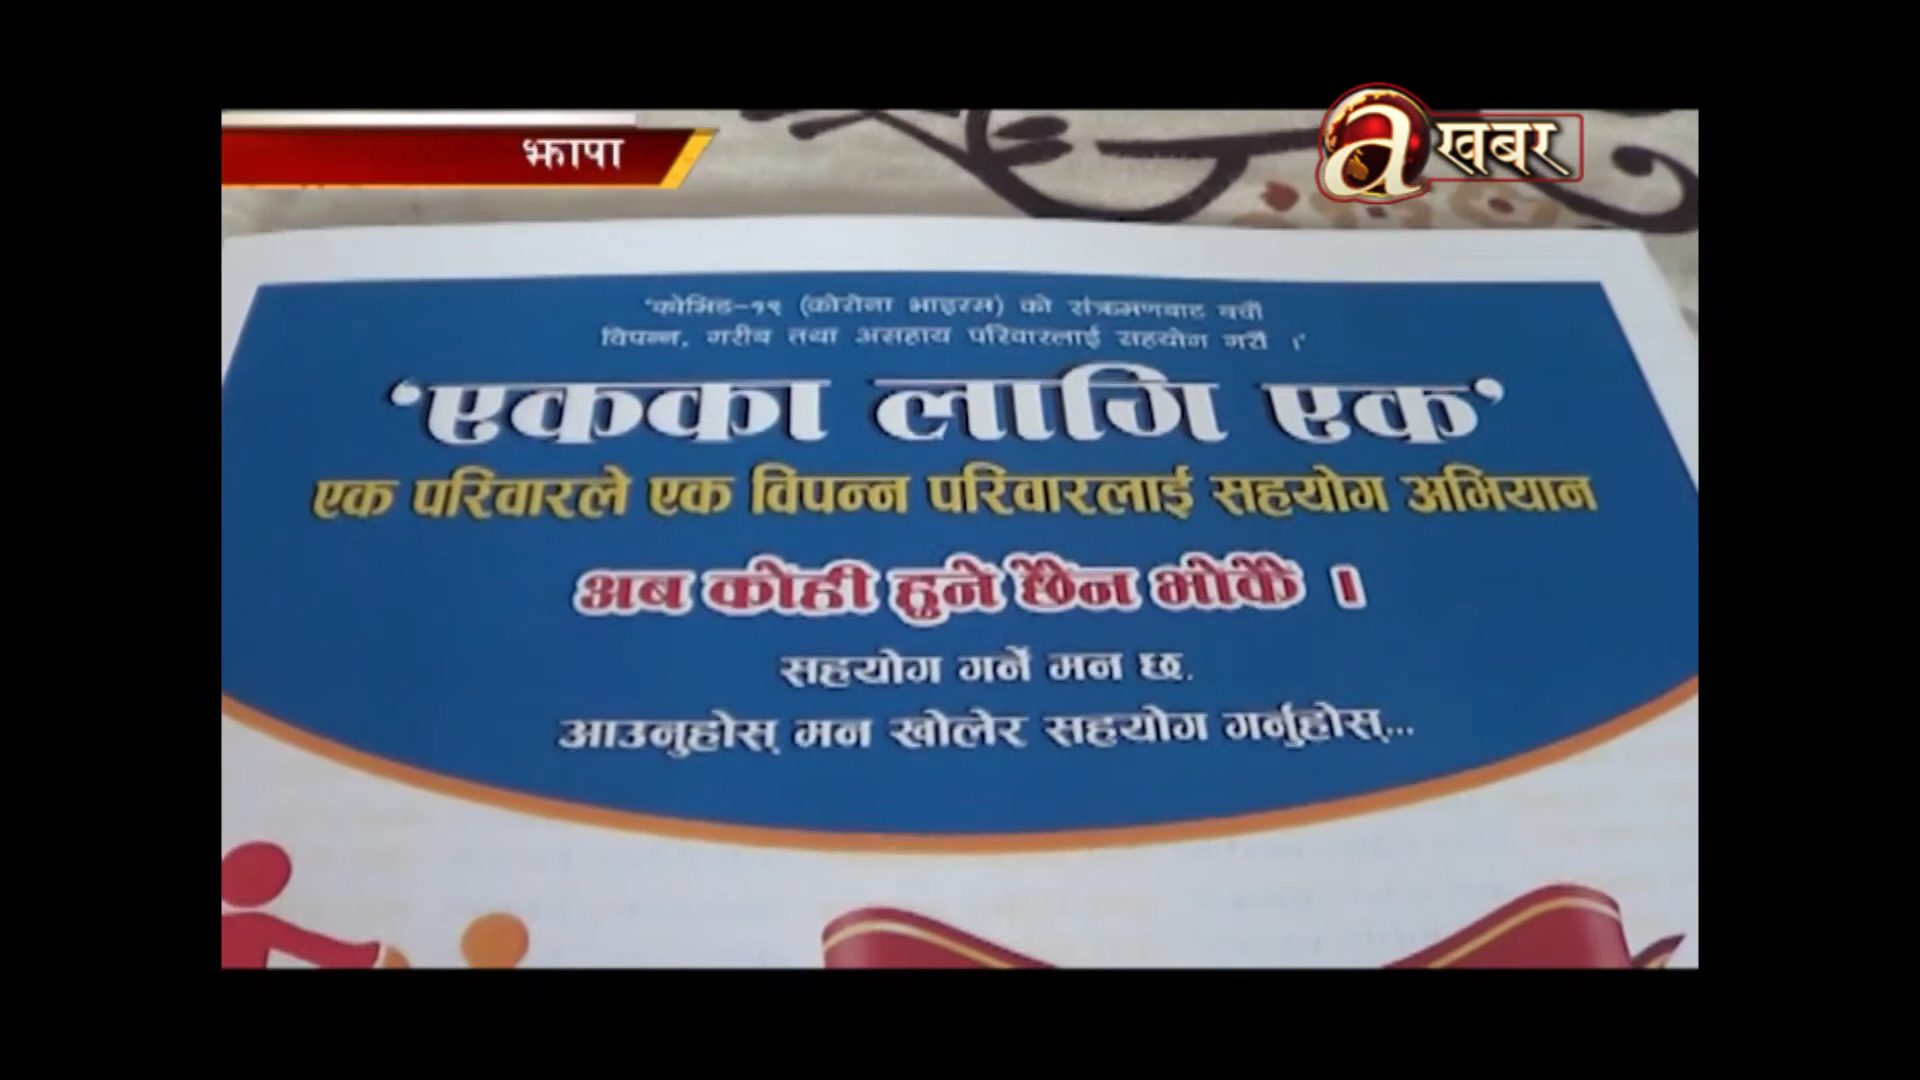 झापा
a खबर
'कोभिड-१९ (कोरोना भाइरस) को संक्रमणबाट बचौं
विपन्न, गरीब तथा असहाय परिवारलाई सहयोग गरौं ।'
'एकका लागि एक'
एक परिवारले एक विपन्न परिवारलाई सहयोग अभियान
अब कोही हुने छैन भोकै ।
सहयोग गर्ने मन छ.
आउनुहोस् मन खोलेर सहयोग गर्नुहोस्...